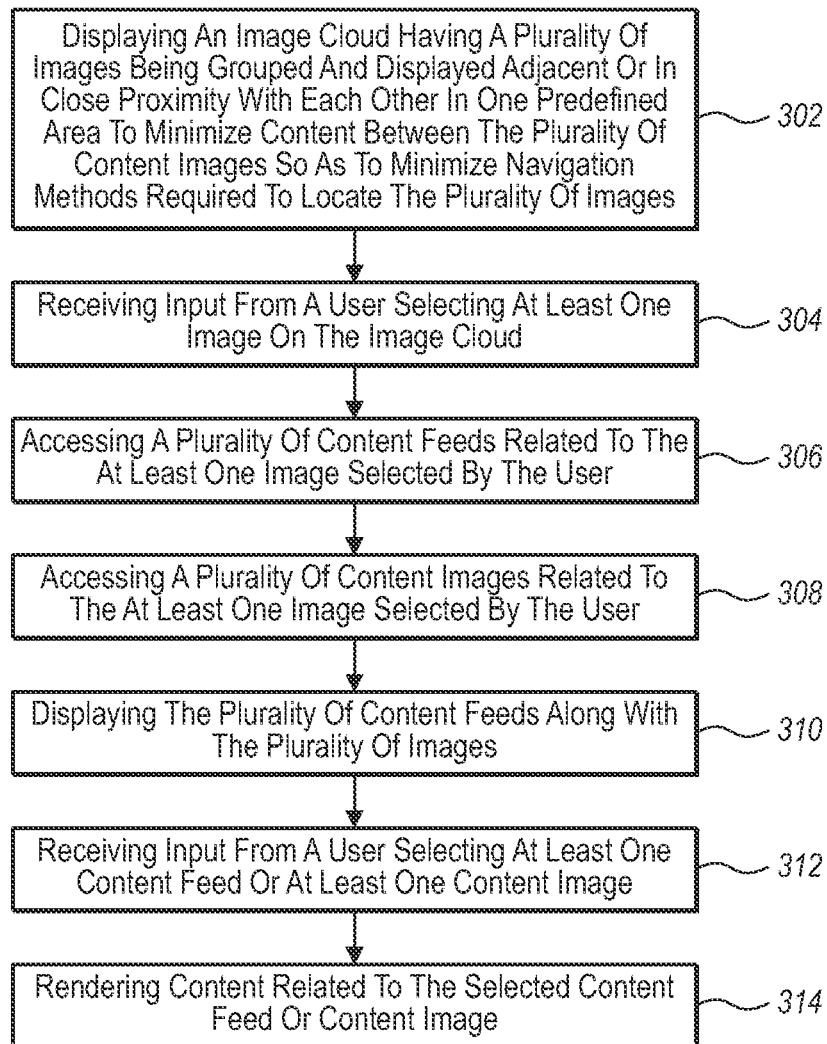 Displaying An Image Cloud Having A Plurality Of
Images Being Grouped And Displayed Adjacent Or In
Close Proximity With Each Other In One Predefined
Area To Minimize Content Between The Plurality Of
Content Images So As To Minimize Navigation
Methods Required To Locate The Plurality Of Images
302
Receiving Input From A User Selecting At Least One
Image On The Image Cloud
304
Accessing A Plurality Of Content Feeds Related To The
At Least One Image Selected By The User
306
Accessing A Plurality Of Content Images Related To
The At Least One Image Selected By The User
308
Displaying The Plurality Of Content Feeds Along With
The Plurality Of Images
310
Receiving Input From A User Selecting At Least One
Content Feed Or At Least One Content Image
312
Rendering Content Related To The Selected Content
Feed Or Content Image
314